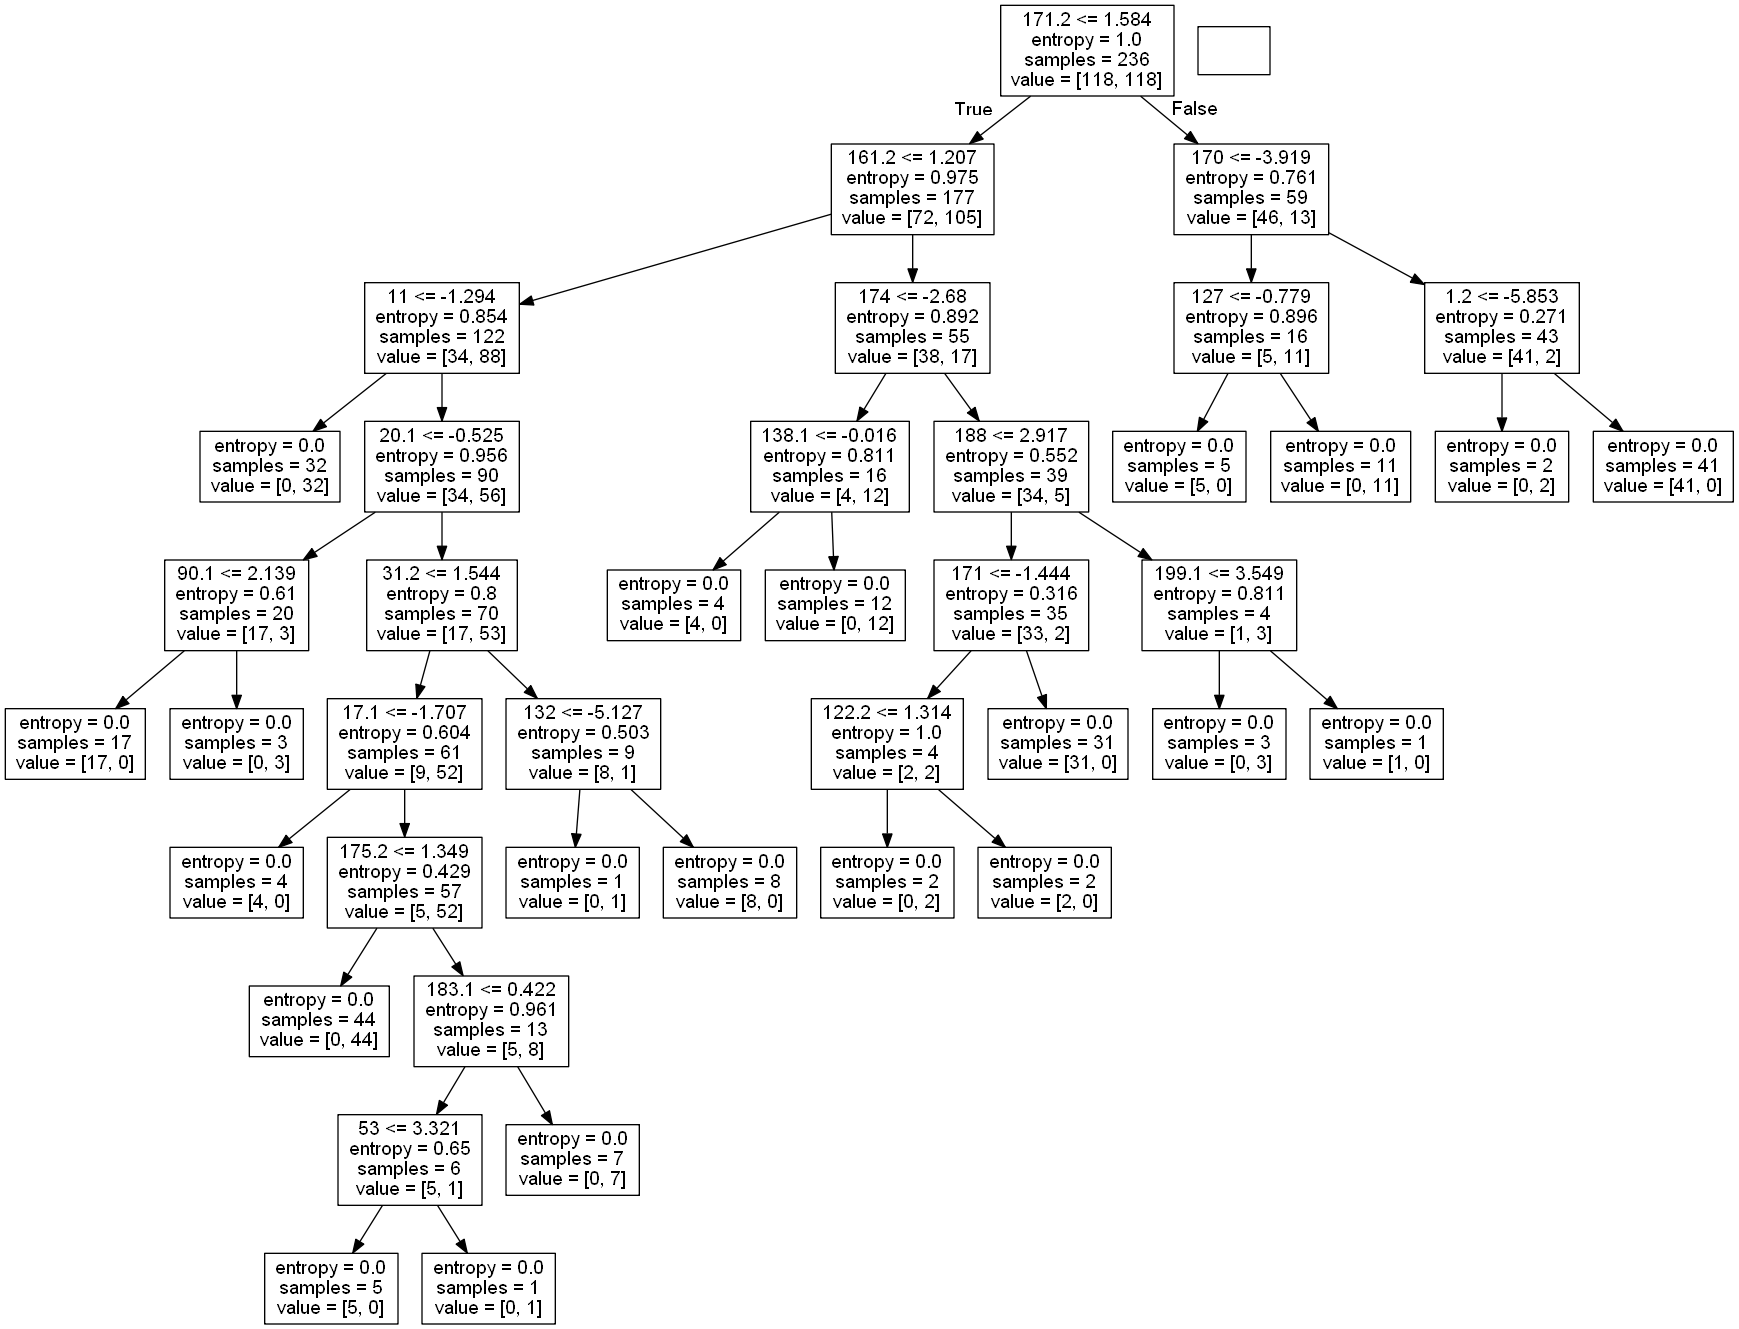 171.2 <= 1.584
entropy = 1.0
samples = 236
value = [118, 118]
True
False
161.2 <= 1.207
entropy = 0.975
samples = 177
value = [72, 105]
170 <= -3.919
entropy = 0.761
samples = 59
value = [46, 13]
11 <= -1.294
entropy = 0.854
samples = 122
value = [34, 88]
174 <= -2.68
entropy = 0.892
samples = 55
value = [38, 17]
127 <= -0.779
entropy = 0.896
samples = 16
value = [5, 11]
1.2 <= -5.853
entropy = 0.271
samples = 43
value = [41, 2]
entropy = 0.0
samples = 32
value = [0, 32]
20.1 <= -0.525
entropy = 0.956
samples = 90
value = [34, 56]
138.1 <= -0.016
entropy = 0.811
samples = 16
value = [4, 12]
188 <= 2.917
entropy = 0.552
samples = 39
value = [34, 5]
entropy = 0.0
samples = 5
value = [5, 0]
entropy = 0.0
samples = 11
value = [0, 11]
entropy = 0.0
samples = 2
value = [0, 2]
entropy = 0.0
samples = 41
value = [41, 0]
90.1 <= 2.139
entropy = 0.61
samples = 20
value = [17, 3]
31.2 <= 1.544
entropy = 0.8
samples = 70
value = [17, 53]
entropy = 0.0
samples = 4
value = [4, 0]
entropy = 0.0
samples = 12
value = [0, 12]
171 <= -1.444
entropy = 0.316
samples = 35
value = [33, 2]
199.1 <= 3.549
entropy = 0.811
samples = 4
value = [1, 3]
entropy = 0.0
samples = 17
value = [17, 0]
entropy = 0.0
samples = 3
value = [0, 3]
17.1 <= -1.707
entropy = 0.604
samples = 61
value = [9, 52]
132 <= -5.127
entropy = 0.503
samples = 9
value = [8, 1]
122.2 <= 1.314
entropy = 1.0
samples = 4
value = [2, 2]
entropy = 0.0
samples = 31
value = [31, 0]
entropy = 0.0
samples = 3
value = [0, 3]
entropy = 0.0
samples = 1
value = [1, 0]
entropy = 0.0
samples = 4
value = [4, 0]
175.2 <= 1.349
entropy = 0.429
samples = 57
value = [5, 52]
entropy = 0.0
samples = 1
value = [0, 1]
entropy = 0.0
samples = 8
value = [8, 0]
entropy = 0.0
samples = 2
value = [0, 2]
entropy = 0.0
samples = 2
value = [2, 0]
entropy = 0.0
samples = 44
value = [0, 44]
183.1 <= 0.422
entropy = 0.961
samples = 13
value = [5, 8]
53 <= 3.321
entropy = 0.65
samples = 6
value = [5, 1]
entropy = 0.0
samples = 7
value = [0, 7]
entropy = 0.0
samples = 5
value = [5, 0]
entropy = 0.0
samples = 1
value = [0, 1]